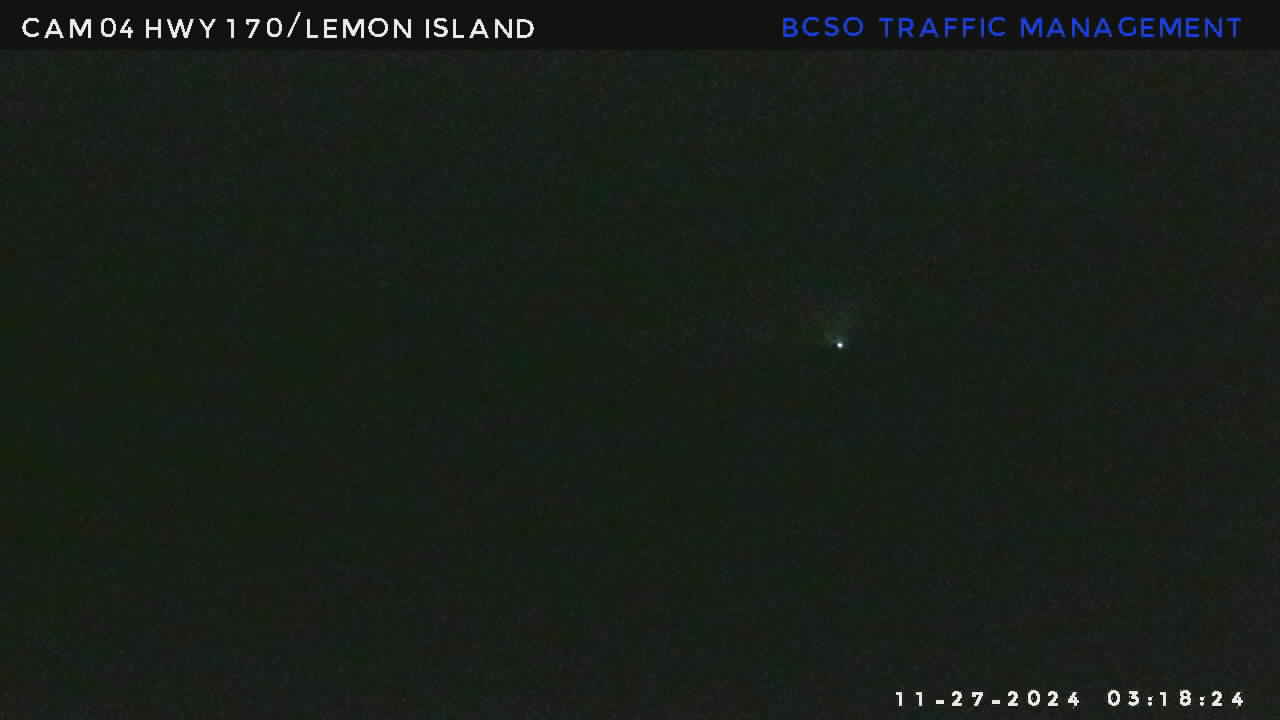 CAM04 HWY 170/LEMON ISLAND
BCSO TRAFFIC MANAGEMENT
11-27-2024 03:18:24